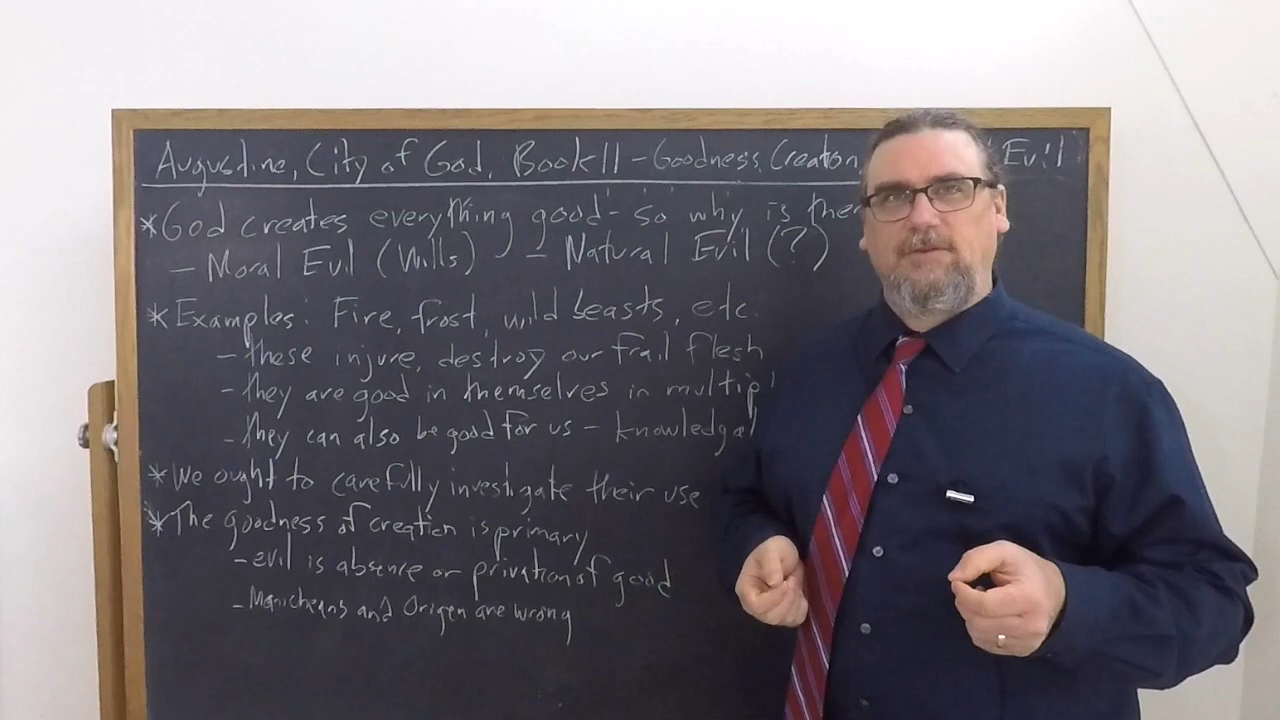 Augustine, City of God, Book 11 - Goodness, Creation Evil
* God creates everything good - so why is there
- Moral Evil (Wills) - Natural Evil (?)
* Examples: Fire, frost, wild beasts, etc.
- these injure, destroy our frail flesh
- they are good in themselves in multipl
- they can also be good for us - knowledge/
* We ought to carefully investigate their use
* The goodness of creation is primary
- evil is absence or privation of good
- Manicheans and Origen are wrong